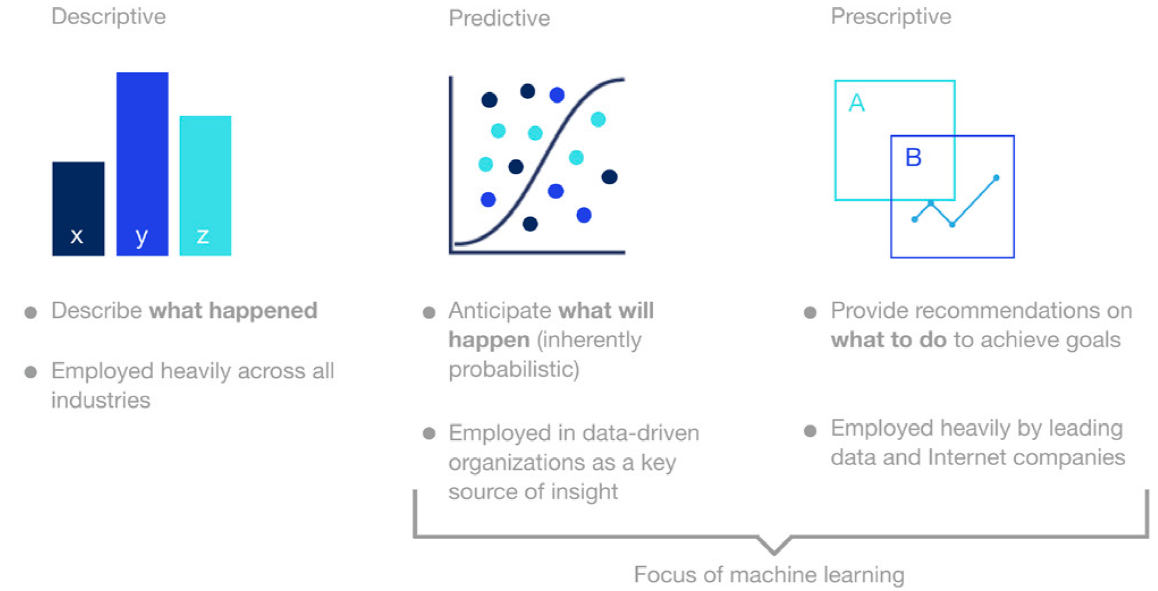 Descriptive
x
y
z
Describe what happened
Employed heavily across all
industries
Predictive
Anticipate what will
happen (inherently
probabilistic)
Employed in data-driven
organizations as a key
source of insight
Prescriptive
A
B
Provide recommendations on
what to do to achieve goals
Employed heavily by leading
data and Internet companies
Focus of machine learning